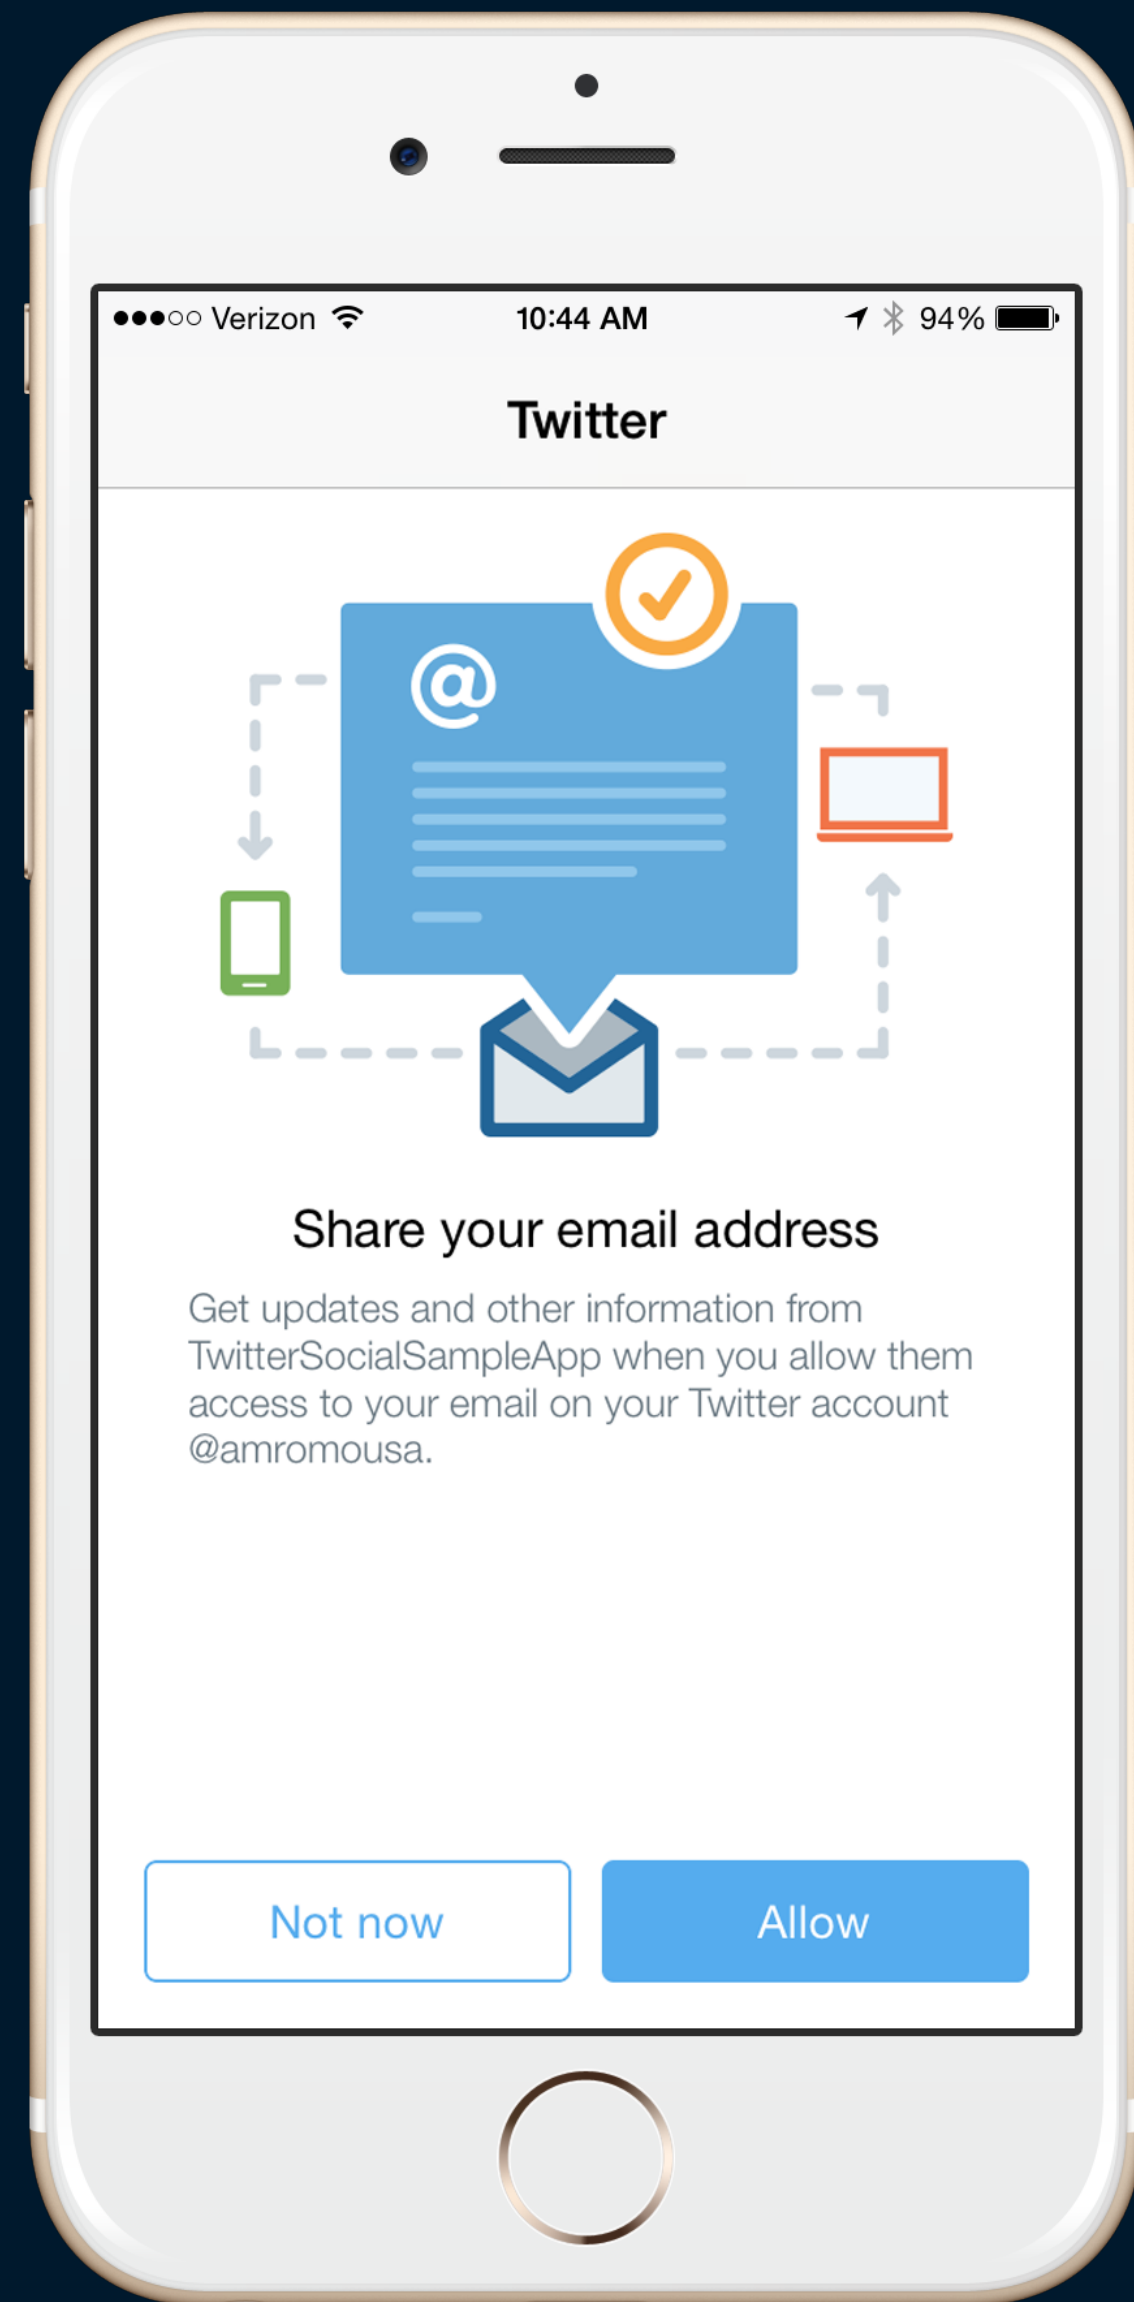 Verizon 10:44 AM 94%
Twitter
@
Share your email address
Get updates and other information from
TwitterSocialSampleApp when you allow them
access to your email on your Twitter account
@amromousa.
Not now Allow